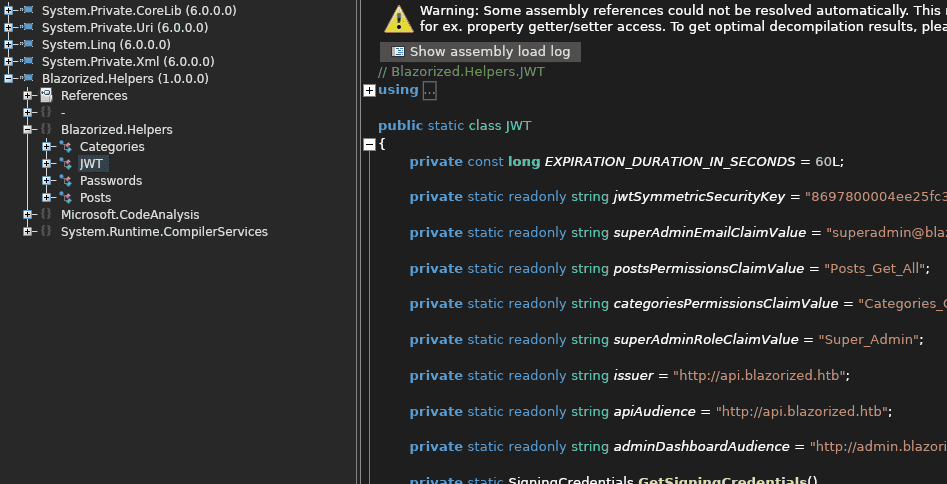 System.Private.CoreLib (6.0.0.0)
System.Private.Uri (6.0.0.0)
System.Linq (6.0.0.0)
System.Private.Xml (6.0.0.0)
Blazorized.Helpers (1.0.0.0)
References
-
Blazorized.Helpers
Categories
JWT
Passwords
Posts
Microsoft.CodeAnalysis
System.Runtime.CompilerServices
Warning: Some assembly references could not be resolved automatically. This
for ex. property getter/setter access. To get optimal decompilation results, plea
Show assembly load log
// Blazorized.Helpers.JWT
using ...
public static class JWT
{
private const long EXPIRATION_DURATION_IN_SECONDS = 60L;
private static readonly string jwtSymmetricSecurityKey = "8697800004ee25fc3
private static readonly string superAdminEmailClaimValue = "superadmin@bla
private static readonly string postsPermissionsClaimValue = "Posts_Get_All";
private static readonly string categoriesPermissionsClaimValue = "Categories_
private static readonly string superAdminRoleClaimValue = "Super_Admin";
private static readonly string issuer = "http://api.blazorized.htb";
private static readonly string apiAudience = "http://api.blazorized.htb";
private static readonly string adminDashboardAudience = "http://admin.blazori
private static SigningCredentials GetSigningCredentials()